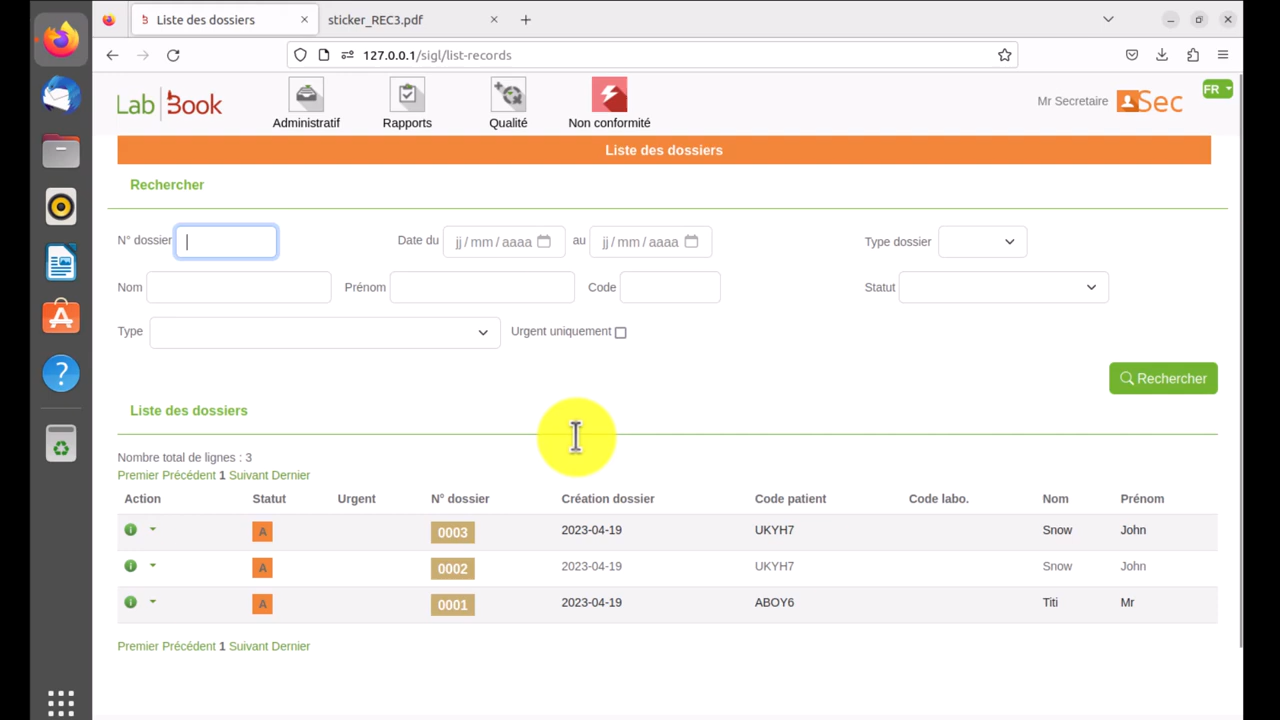 Liste des dossiers
sticker_REC3.pdf
127.0.0.1/sigl/list-records
Lab Book
Administratif
Rapports
Qualité
Non conformité
Mr Secretaire
Sec
FR
Liste des dossiers
Rechercher
N° dossier
Date du jj/mm/aaaa au jj/mm/aaaa
Type dossier
Nom
Prénom
Code
Statut
Type
Urgent uniquement
Rechercher
Liste des dossiers
Nombre total de lignes : 3
Premier Précédent 1 Suivant Dernier
Action Statut Urgent N° dossier Création dossier Code patient Code labo. Nom Prénom
A 0003 2023-04-19 UKYH7 Snow John
A 0002 2023-04-19 UKYH7 Snow John
A 0001 2023-04-19 ABOY6 Titi Mr
Premier Précédent 1 Suivant Dernier